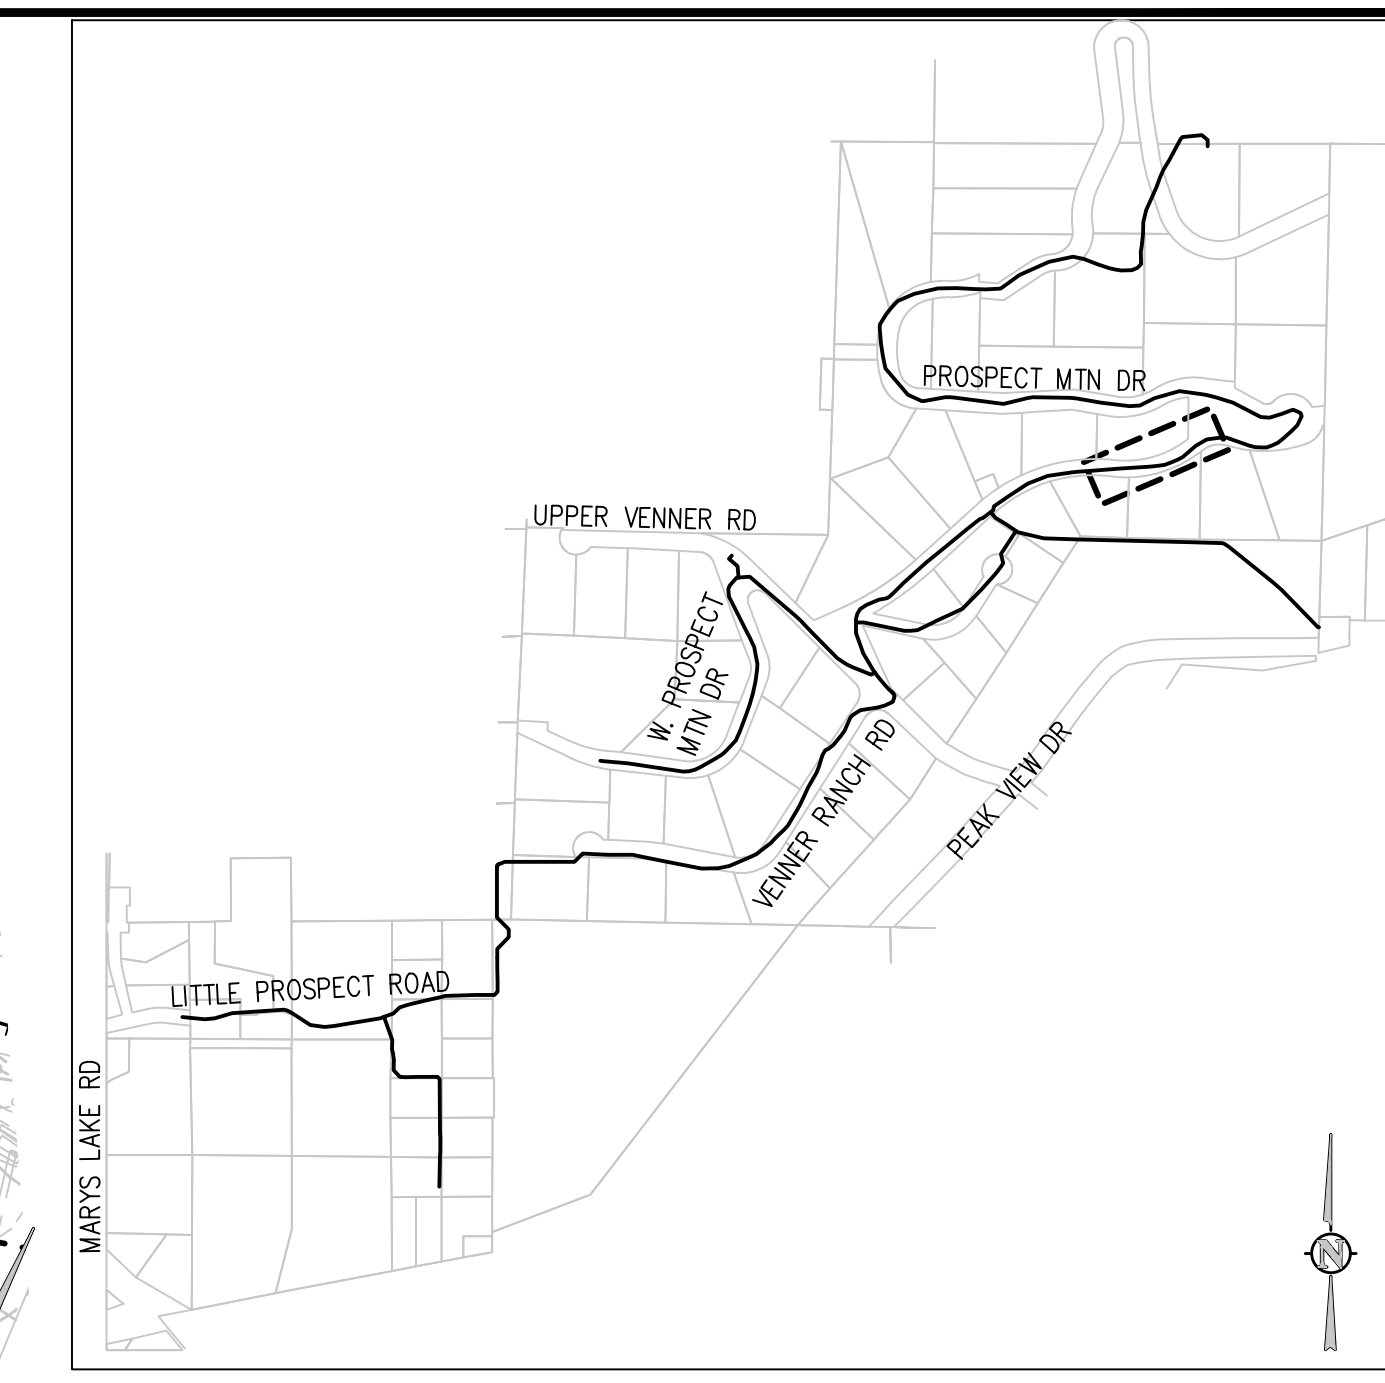 PROSPECT MTN DR
UPPER VENNER RD
W. PROSPECT
MTN DR
VENNER RANCH RD
PEAK VIEW DR
LITTLE PROSPECT ROAD
MARYS LAKE RD
N